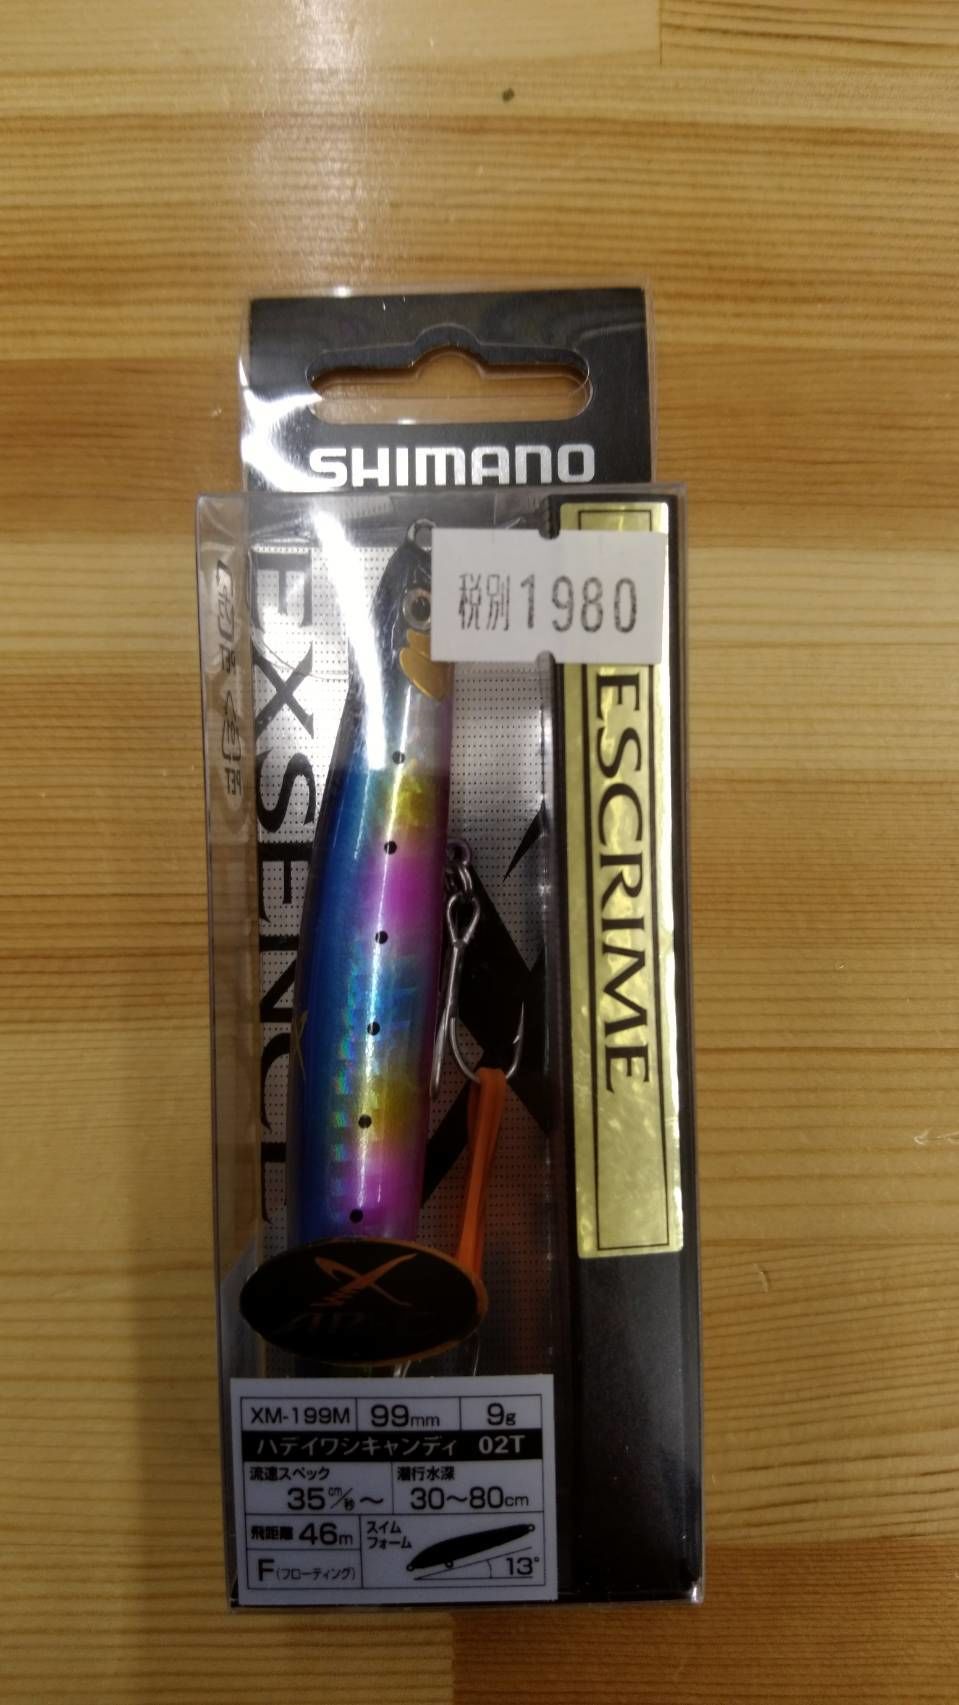 SHIMANO
税別1980
EXSENCE
ESCRIME
PET
XM-199M 99mm 9g
ハデイワシキャンディ 02T
流速スペック 潜行水深
35cm/秒〜 30〜80cm
飛距離 46m スイムフォーム
F(フローティング) 13°